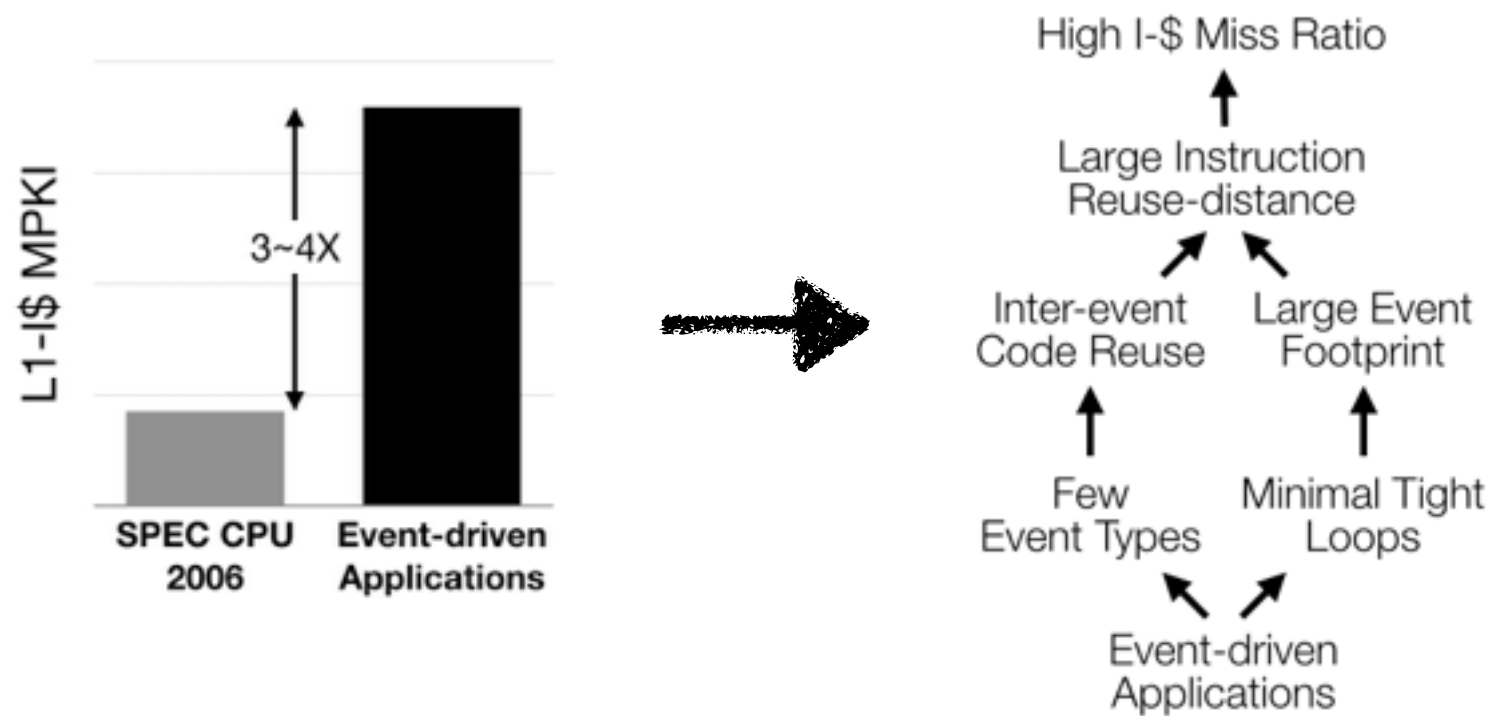 L1-I$ MPKI
3~4X
SPEC CPU
2006
Event-driven
Applications
High I-$ Miss Ratio
Large Instruction
Reuse-distance
Inter-event
Code Reuse
Large Event
Footprint
Few
Event Types
Minimal Tight
Loops
Event-driven
Applications